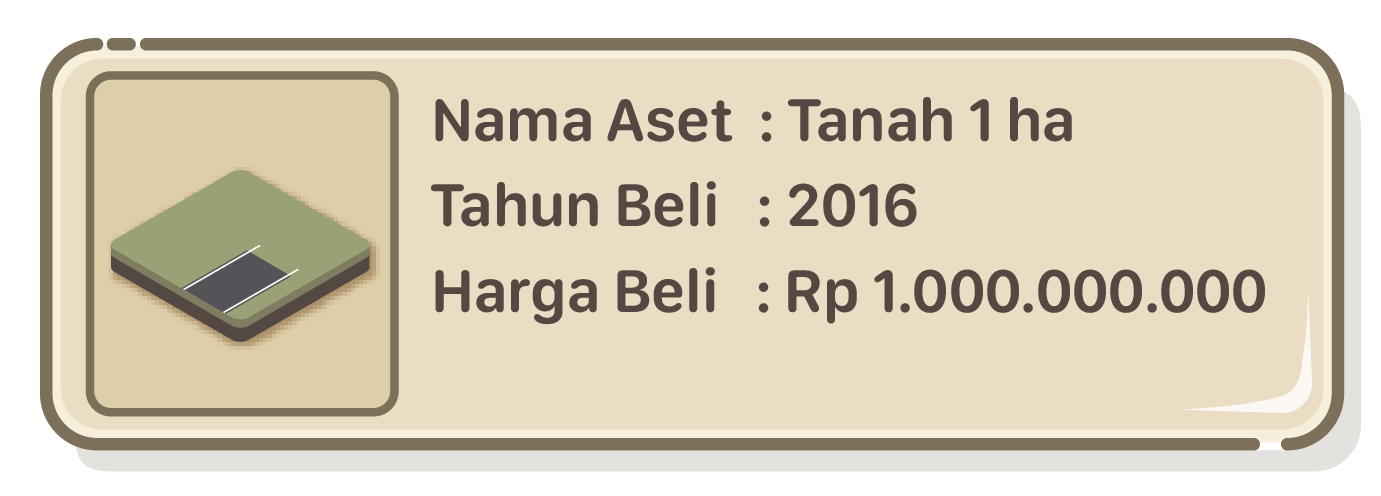 Nama Aset : Tanah 1 ha
Tahun Beli : 2016
Harga Beli : Rp 1.000.000.000